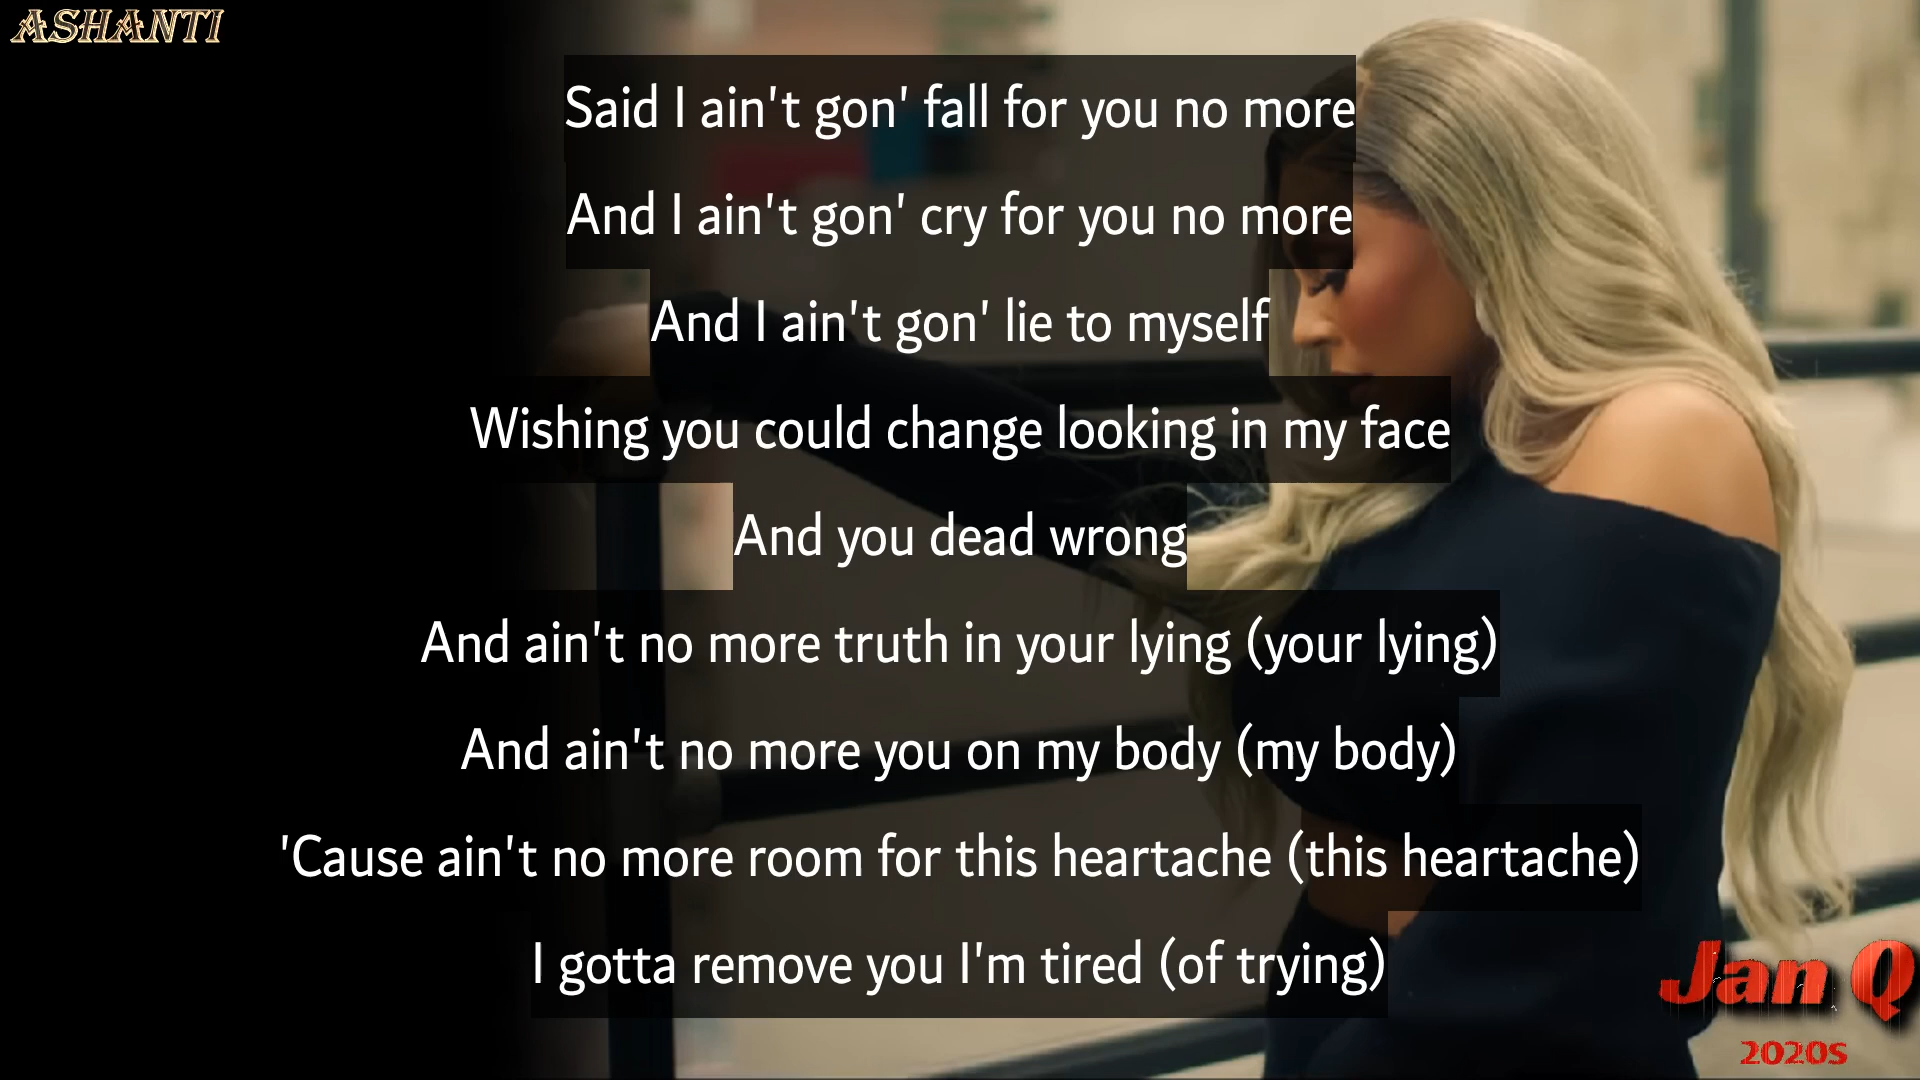 ASHANTI
Said I ain't gon' fall for you no more
And I ain't gon' cry for you no more
And I ain't gon' lie to myself
Wishing you could change looking in my face
And you dead wrong
And ain't no more truth in your lying (your lying)
And ain't no more you on my body (my body)
'Cause ain't no more room for this heartache (this heartache)
I gotta remove you I'm tired (of trying)
Jan Q
2020s